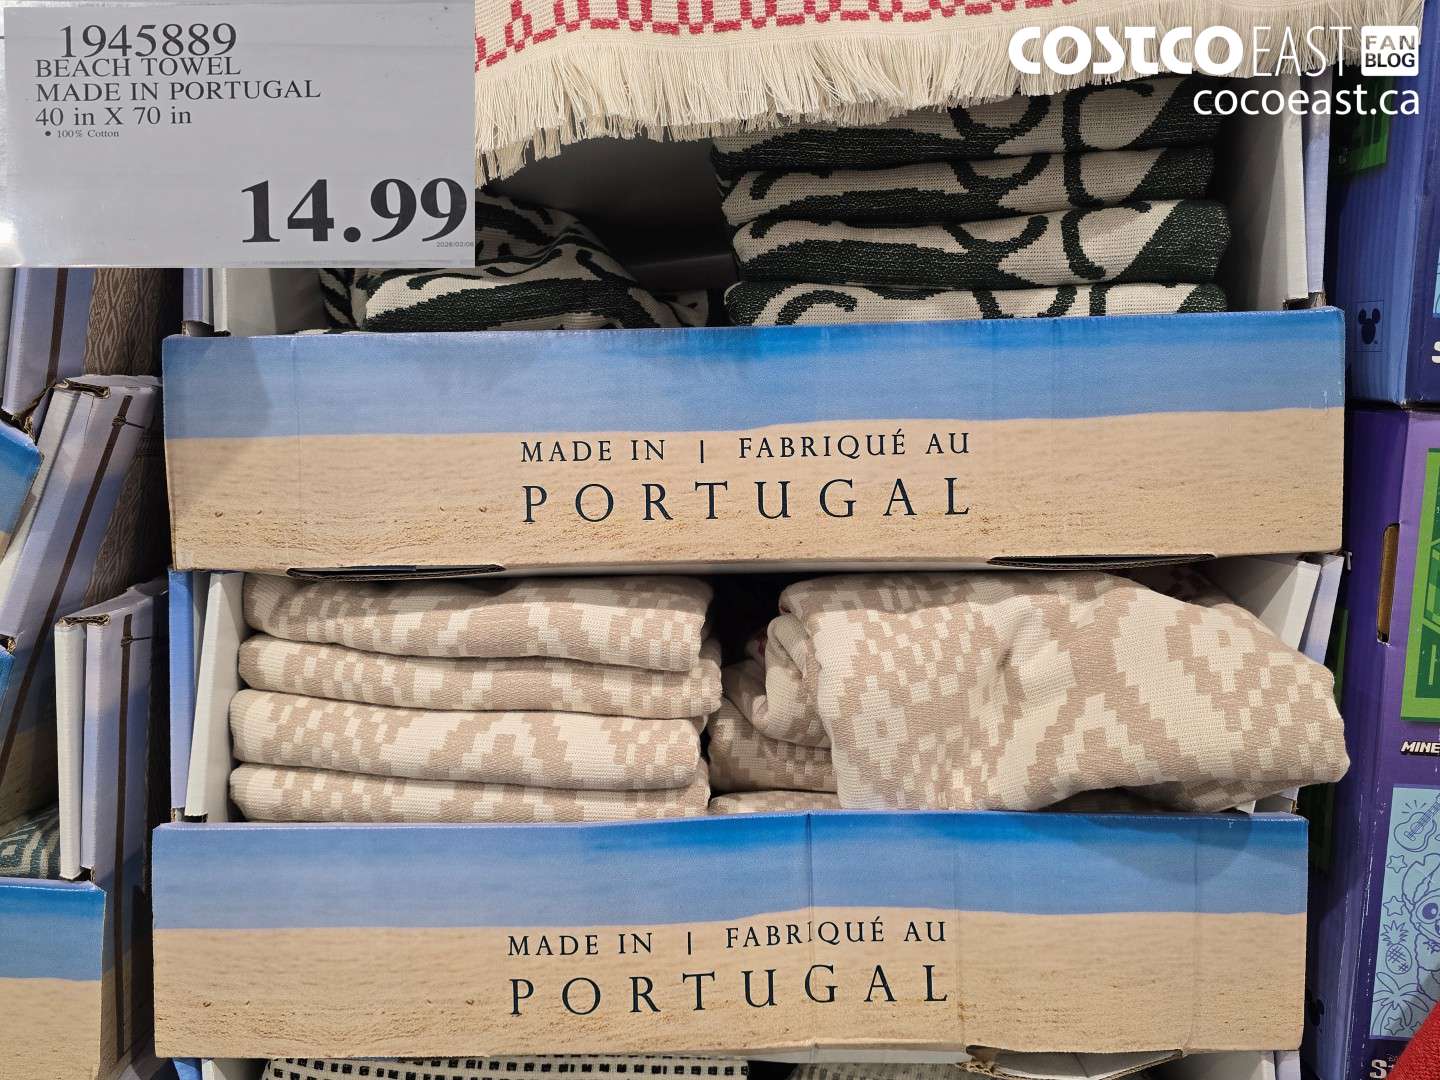 1945889
BEACH TOWEL
MADE IN PORTUGAL
40 in X 70 in
• 100% Cotton
14.99
COSTCO EAST FAN BLOG
cocoeast.ca
MADE IN | FABRIQUÉ AU
PORTUGAL
MADE IN | FABRIQUÉ AU
PORTUGAL
MINE